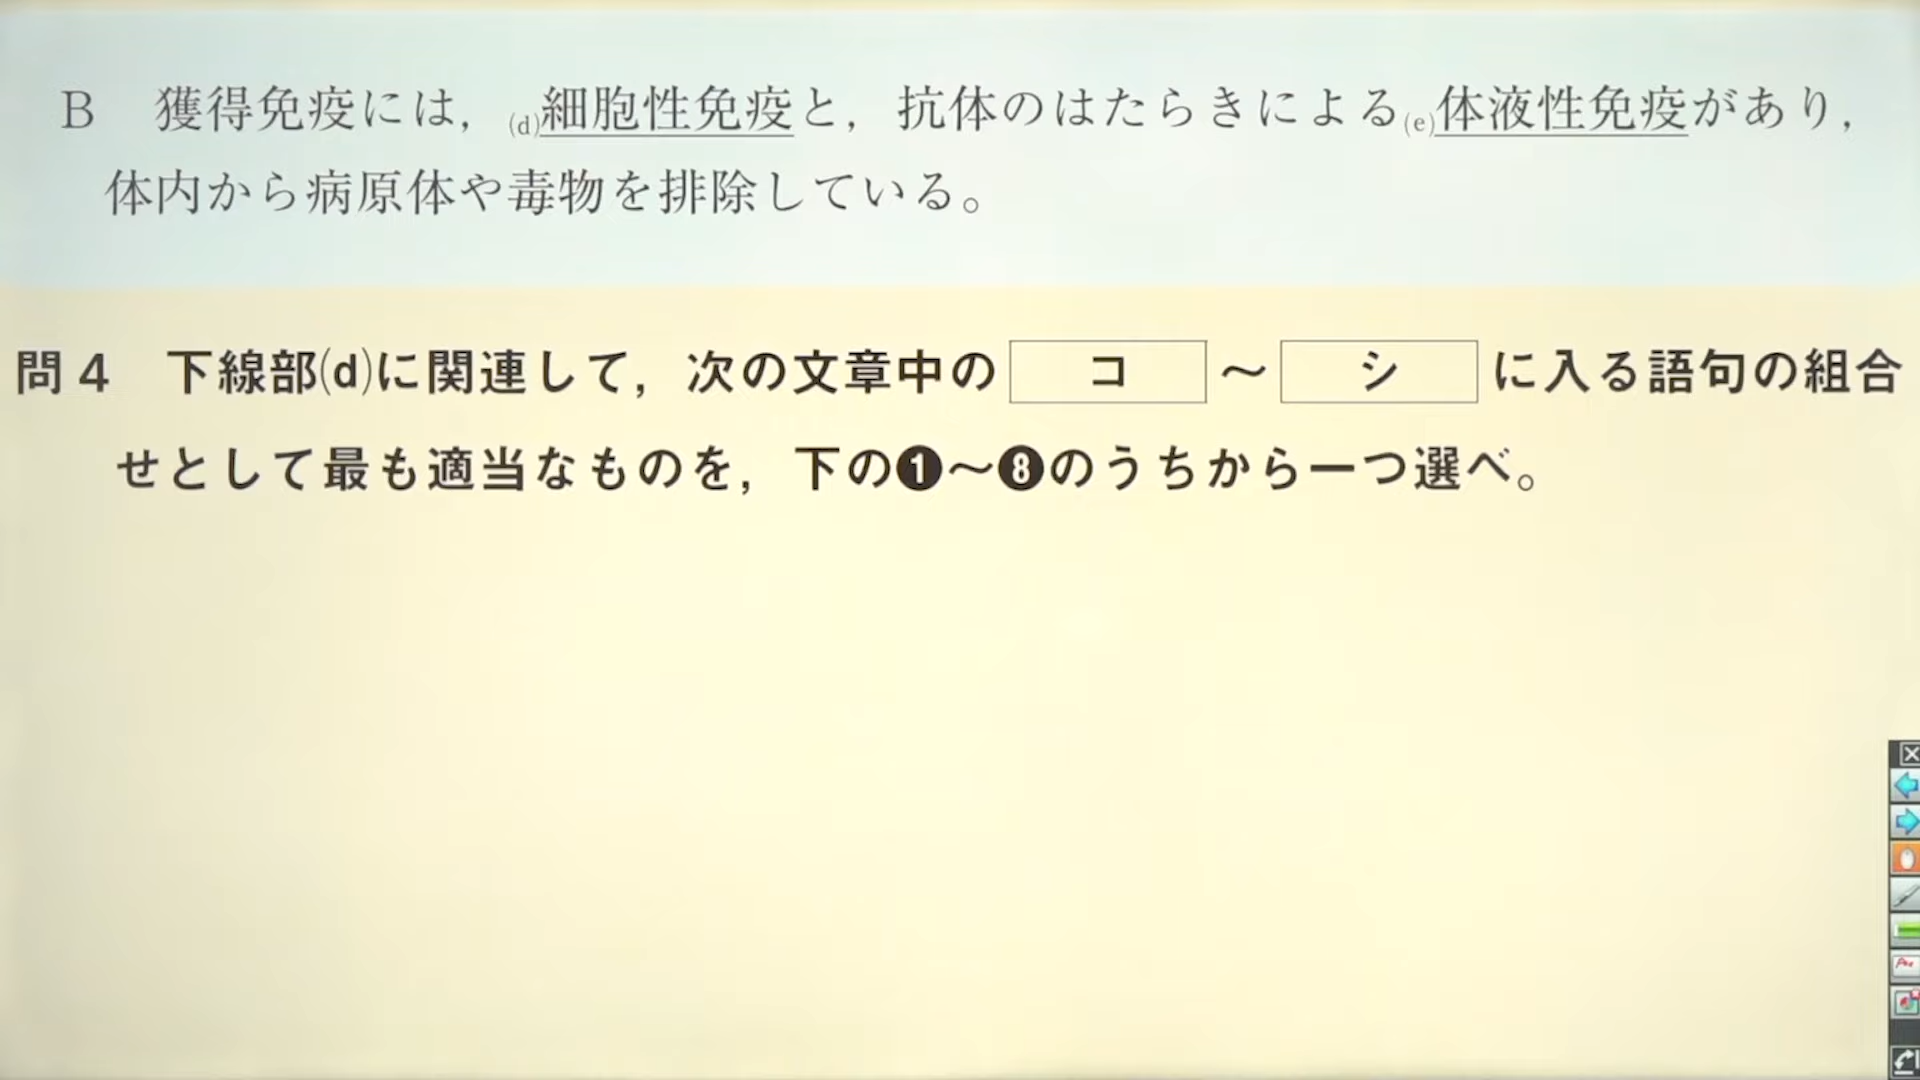 B 獲得免疫には，(d)細胞性免疫と，抗体のはたらきによる(e)体液性免疫があり，
体内から病原体や毒物を排除している。
問4 下線部(d)に関連して，次の文章中の コ ～ シ に入る語句の組合
せとして最も適当なものを，下の❶～❽のうちから一つ選べ。